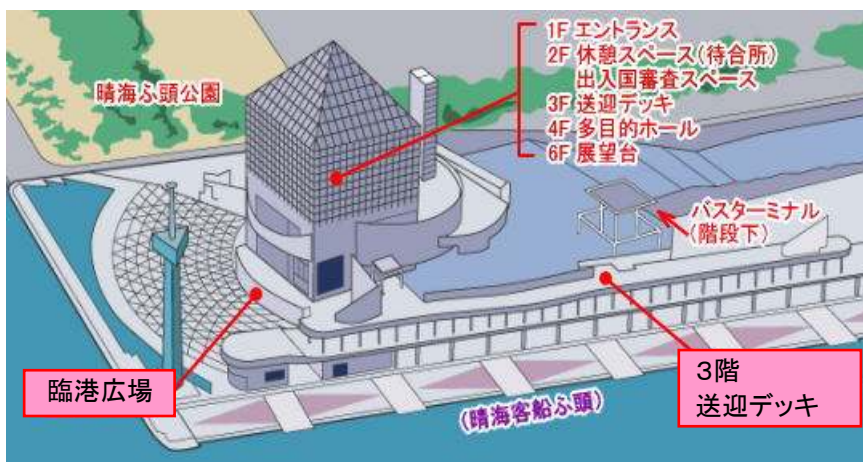 1F エントランス
2F 休憩スペース(待合所)
出入国審査スペース
3F 送迎デッキ
4F 多目的ホール
6F 展望台
晴海ふ頭公園
バスターミナル
(階段下)
臨港広場
3階
送迎デッキ
(晴海客船ふ頭)